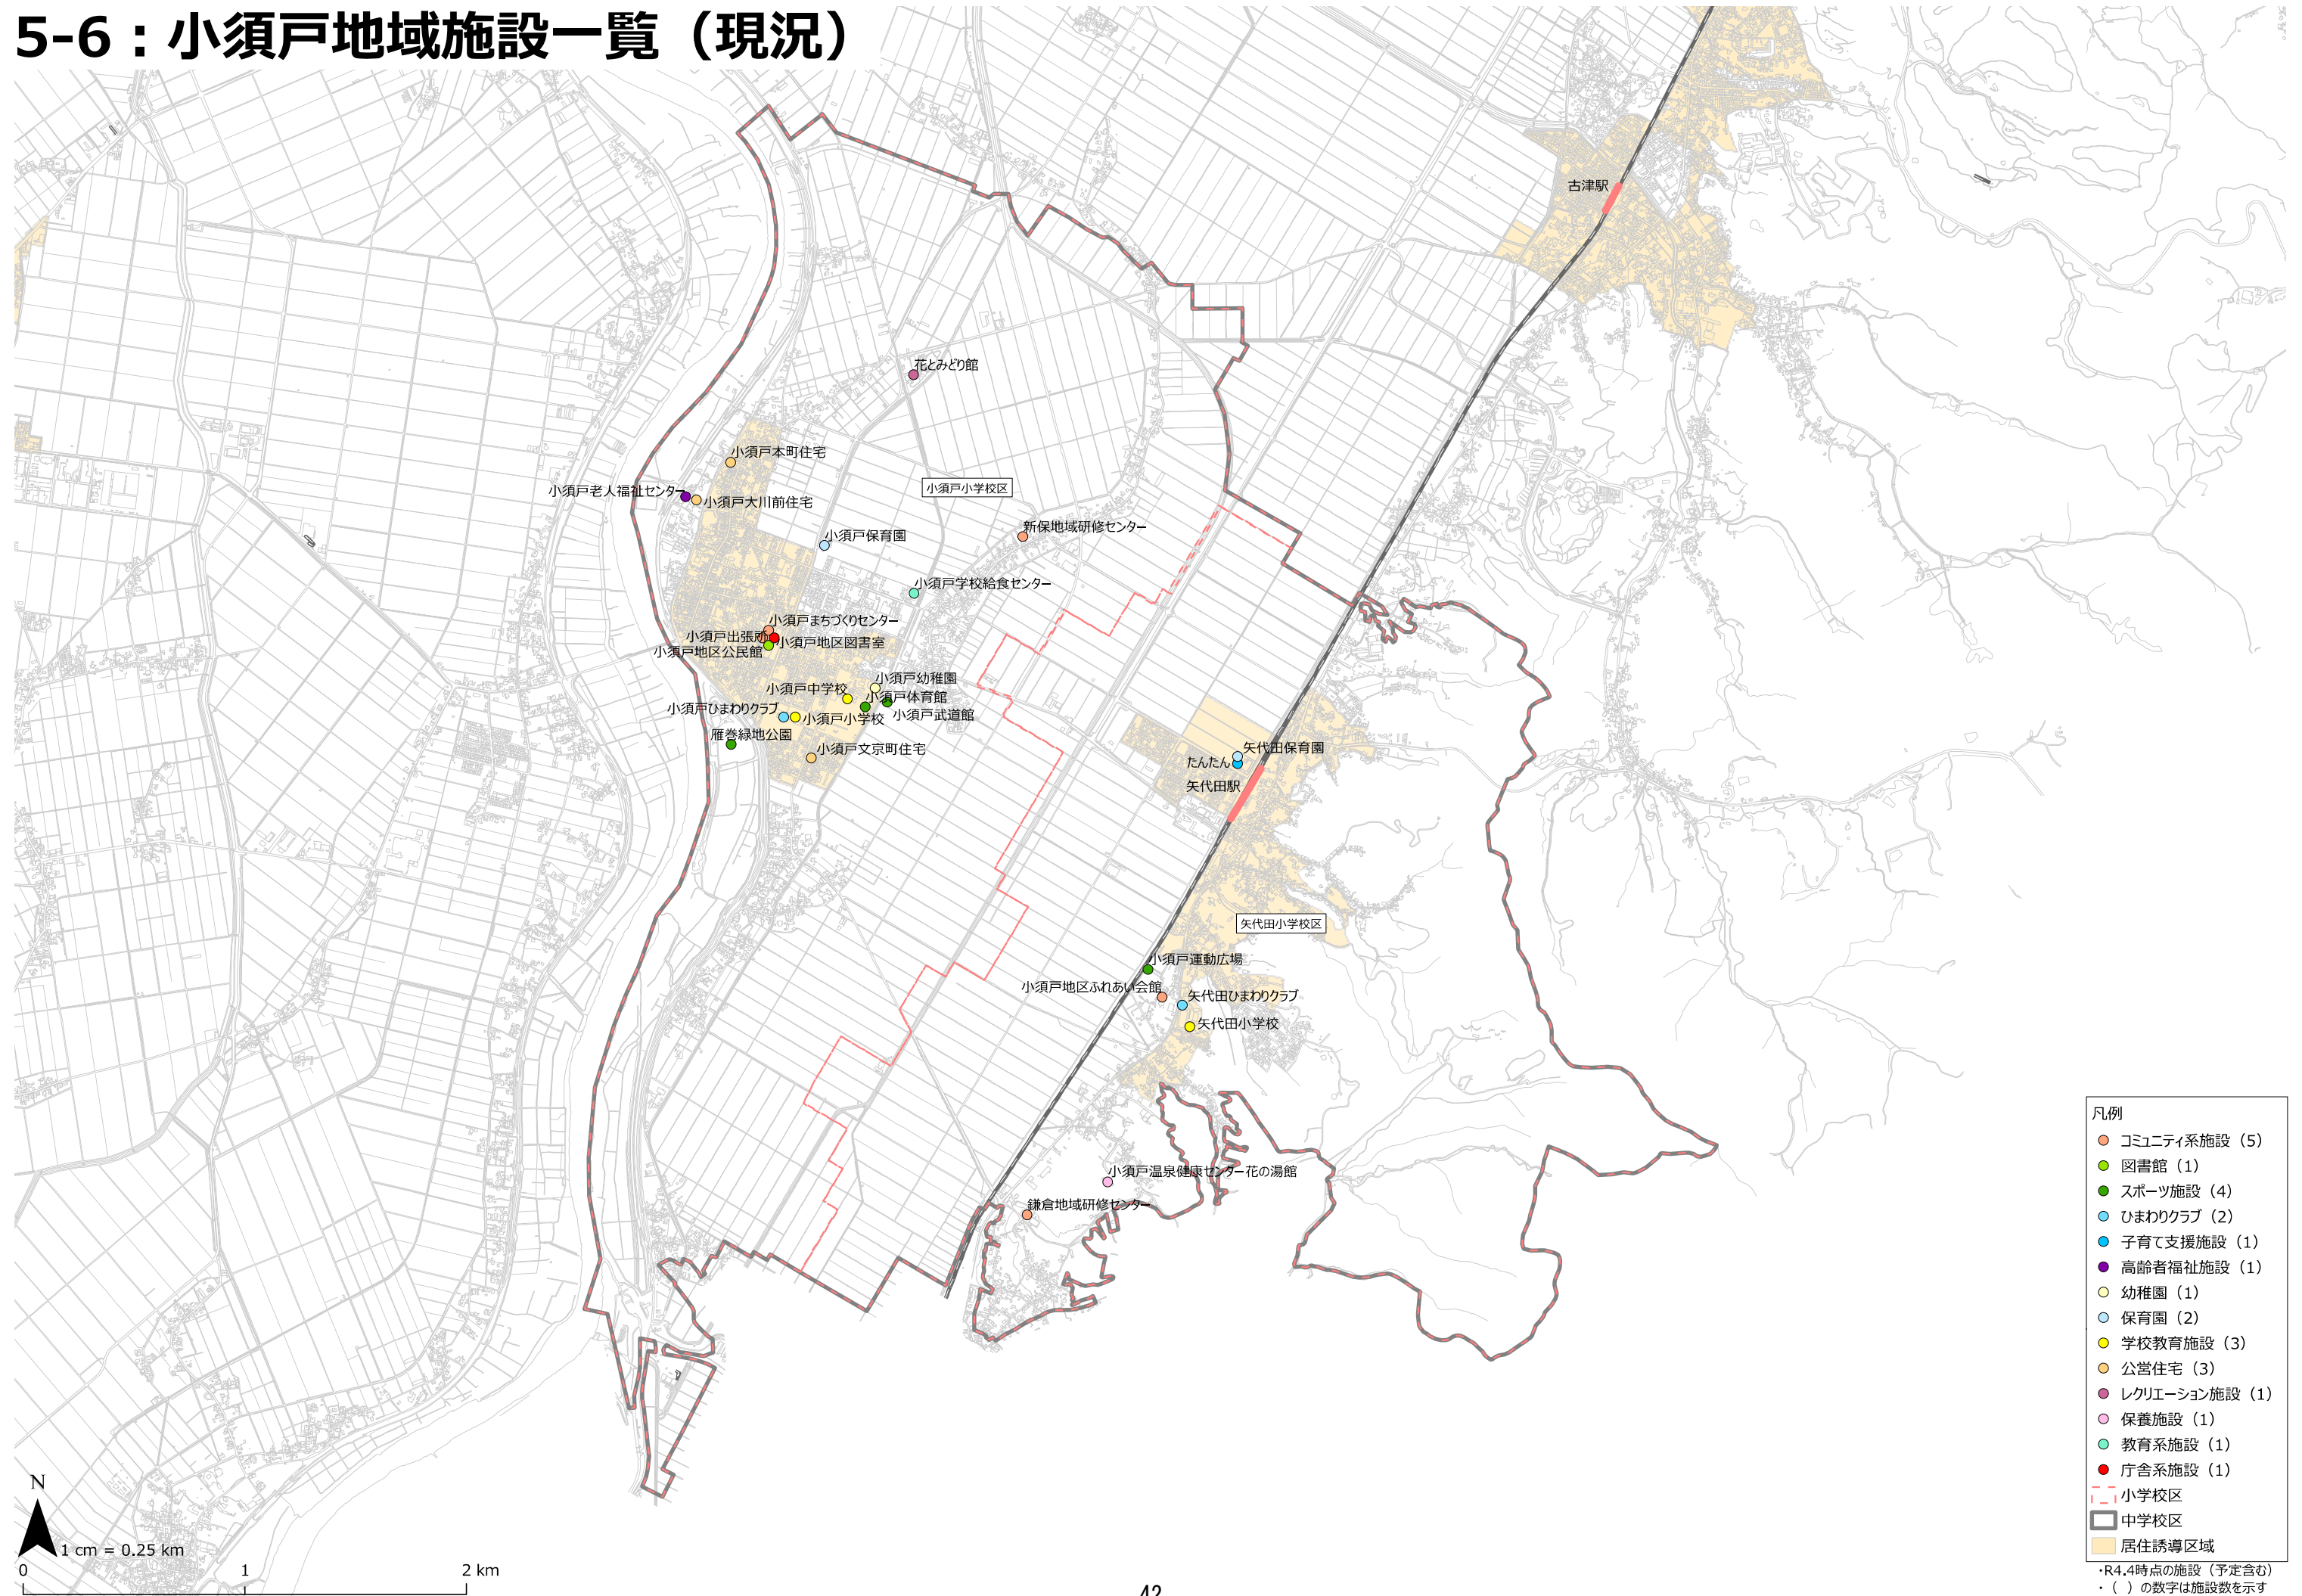 5-6：小須戸地域施設一覧（現況）
古津駅
花とみどり館
小須戸本町住宅
小須戸老人福祉センター
小須戸大川前住宅
小須戸小学校区
新保地域研修センター
小須戸保育園
小須戸学校給食センター
小須戸まちづくりセンター
小須戸出張所
小須戸地区図書室
小須戸地区公民館
小須戸幼稚園
小須戸中学校
小須戸体育館
小須戸ひまわりクラブ
小須戸小学校
小須戸武道館
雁巻緑地公園
小須戸文京町住宅
矢代田保育園
たんたん
矢代田駅
矢代田小学校区
小須戸運動広場
小須戸地区ふれあい会館
矢代田ひまわりクラブ
矢代田小学校
小須戸温泉健康センター花の湯館
鎌倉地域研修センター
凡例
コミュニティ系施設（5）
図書館（1）
スポーツ施設（4）
ひまわりクラブ（2）
子育て支援施設（1）
高齢者福祉施設（1）
幼稚園（1）
保育園（2）
学校教育施設（3）
公営住宅（3）
レクリエーション施設（1）
保養施設（1）
教育系施設（1）
庁舎系施設（1）
小学校区
中学校区
居住誘導区域
・R4.4時点の施設（予定含む）
・（ ）の数字は施設数を示す
N
1 cm = 0.25 km
0 1 2 km
42